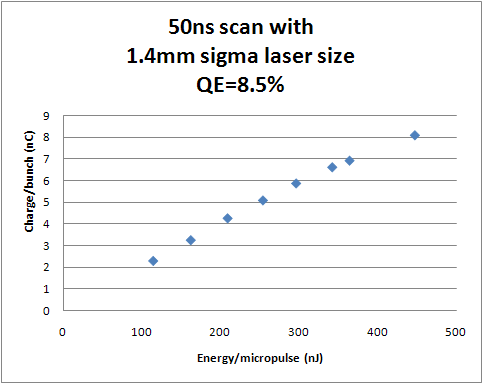 50ns scan with
1.4mm sigma laser size
QE=8.5%
Charge/bunch (nC)
9
8
7
6
5
4
3
2
1
0
0 100 200 300 400 500
Energy/micropulse (nJ)